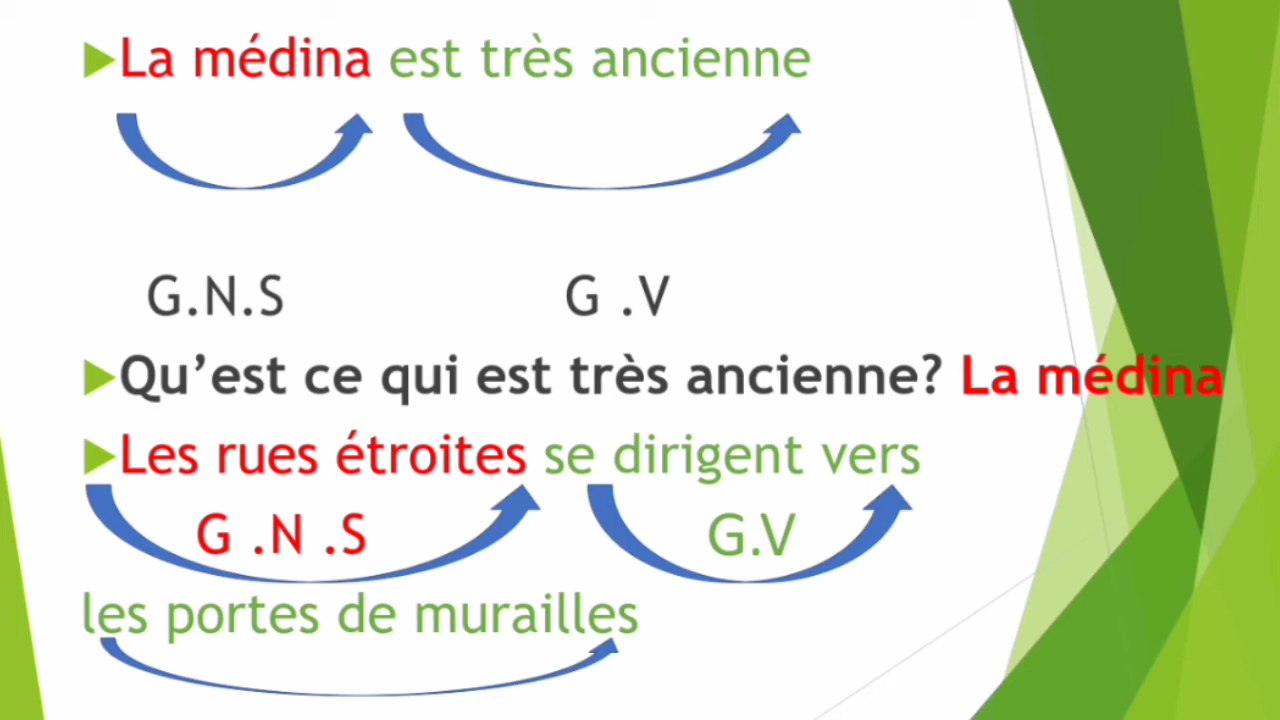 La médina est très ancienne
G.N.S G .V
Qu’est ce qui est très ancienne? La médina
Les rues étroites se dirigent vers
G .N .S G.V
les portes de murailles